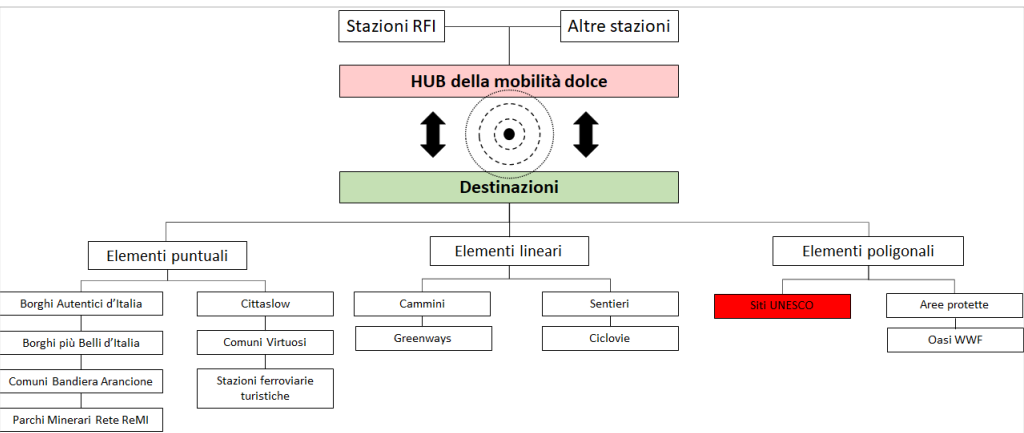 Stazioni RFI
Altre stazioni
HUB della mobilità dolce
Destinazioni
Elementi puntuali
Elementi lineari
Elementi poligonali
Borghi Autentici d'Italia
Cittaslow
Cammini
Sentieri
Siti UNESCO
Aree protette
Borghi più Belli d'Italia
Comuni Virtuosi
Greenways
Ciclovie
Oasi WWF
Comuni Bandiera Arancione
Stazioni ferroviarie
turistiche
Parchi Minerari Rete ReMI